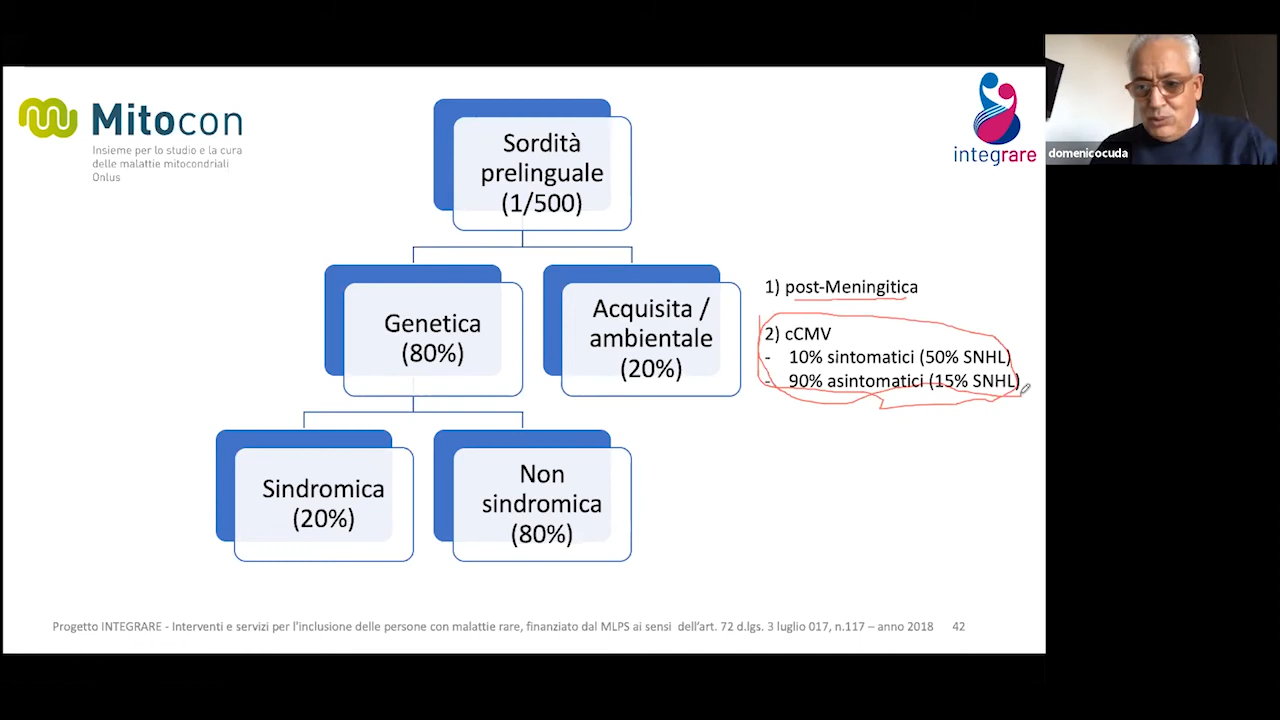 Mitocon
Insieme per lo studio e la cura
delle malattie mitocondriali
Onlus
integrare
domenicocuda
Sordità
prelinguale
(1/500)
Genetica
(80%)
Acquisita /
ambientale
(20%)
1) post-Meningitica
2) cCMV
- 10% sintomatici (50% SNHL)
- 90% asintomatici (15% SNHL)
Sindromica
(20%)
Non
sindromica
(80%)
Progetto INTEGRARE - Interventi e servizi per l'inclusione delle persone con malattie rare, finanziato dal MLPS ai sensi dell'art. 72 d.lgs. 3 luglio 017, n.117 – anno 2018 42